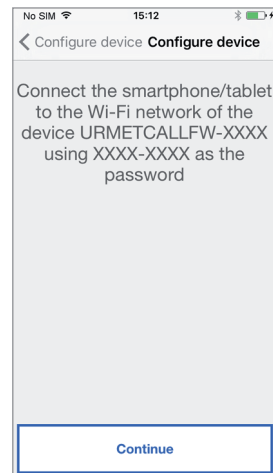 No SIM 15:12
Configure device Configure device
Connect the smartphone/tablet
to the Wi-Fi network of the
device URMETCALLFW-XXXX
using XXXX-XXXX as the
password
Continue